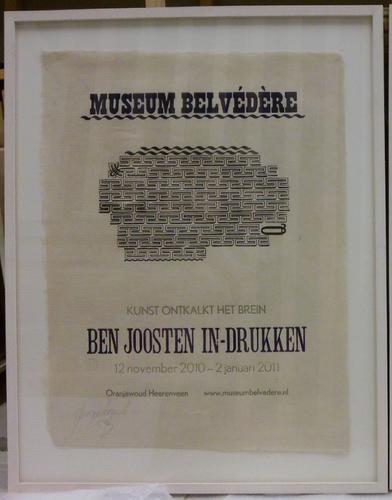 MUSEUM BELVÉDÈRE
KUNST ONTKALKT HET BREIN
BEN JOOSTEN IN-DRUKKEN
12 november 2010 – 2 januari 2011
Oranjewoud Heerenveen www.museumbelvedere.nl